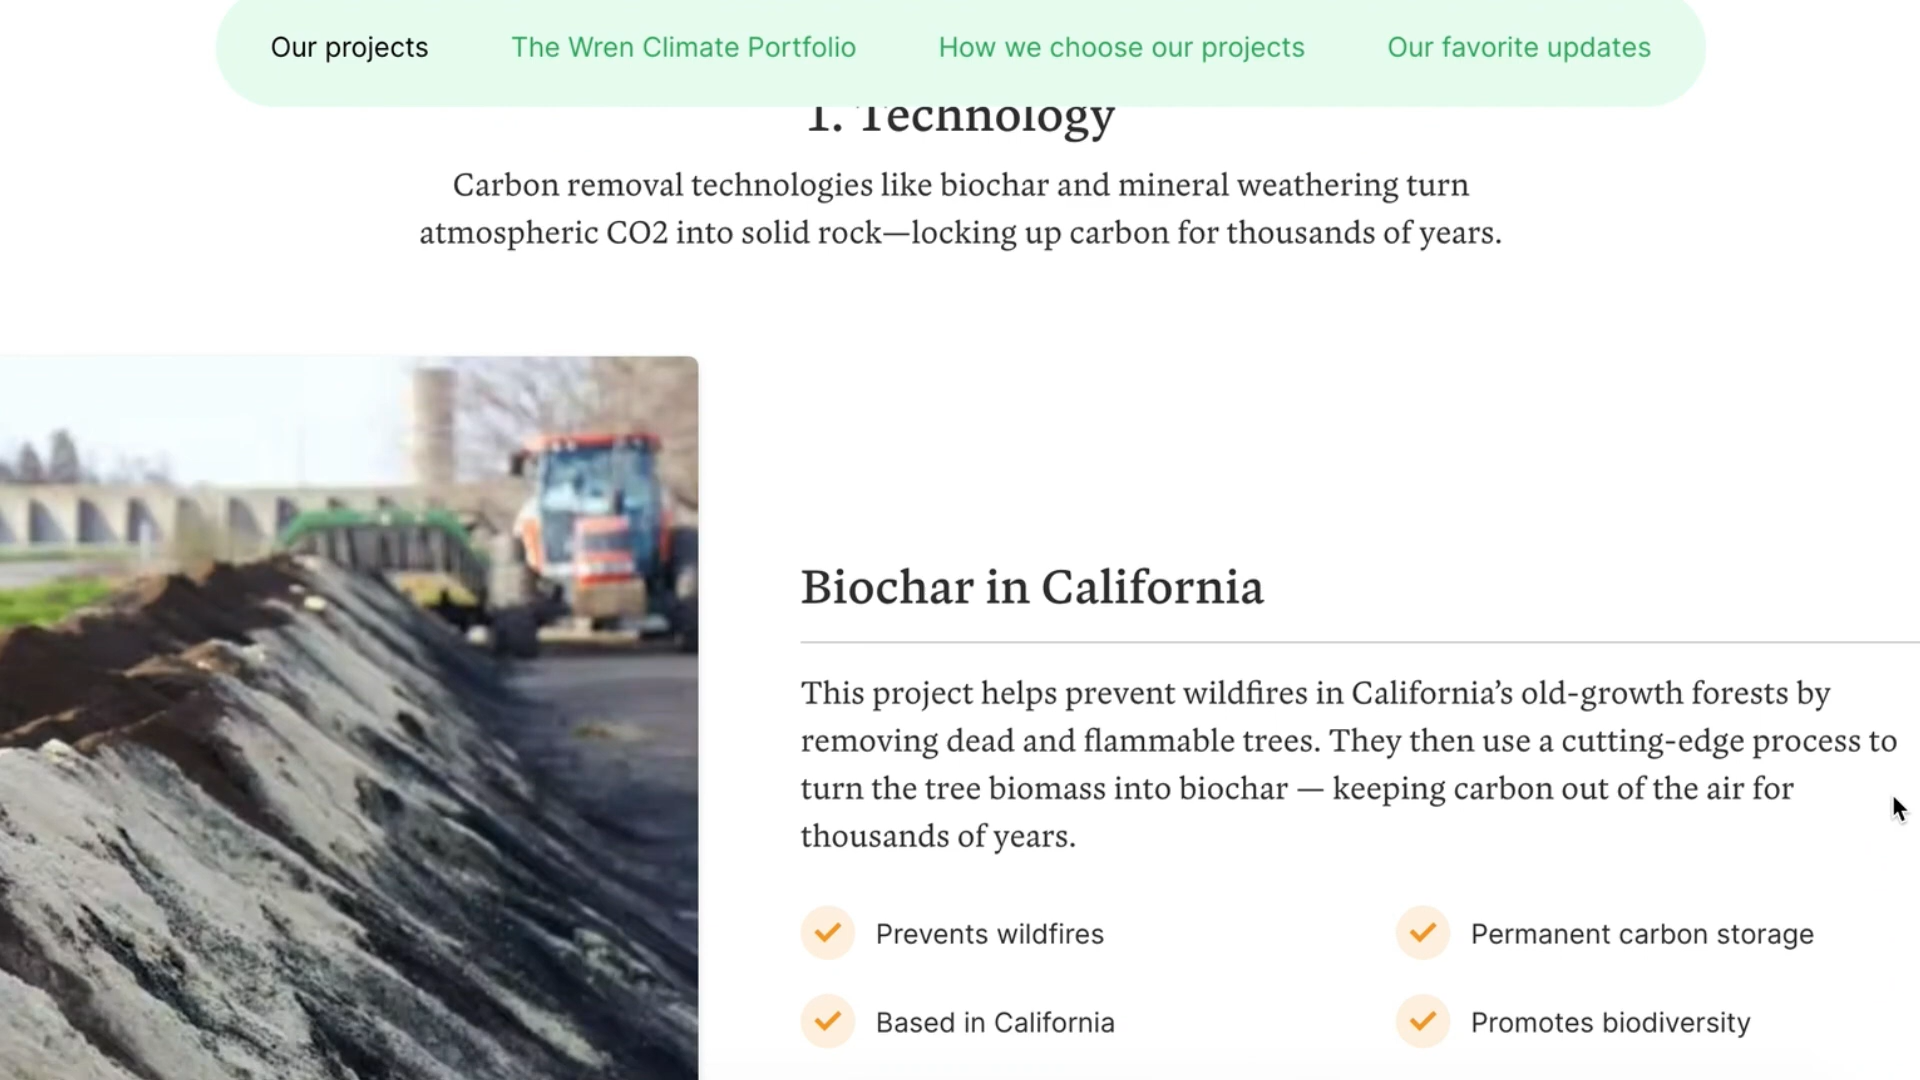 Our projects
The Wren Climate Portfolio
How we choose our projects
Our favorite updates
1. Technology
Carbon removal technologies like biochar and mineral weathering turn
atmospheric CO2 into solid rock—locking up carbon for thousands of years.
Biochar in California
This project helps prevent wildfires in California’s old-growth forests by
removing dead and flammable trees. They then use a cutting-edge process to
turn the tree biomass into biochar — keeping carbon out of the air for
thousands of years.
Prevents wildfires
Permanent carbon storage
Based in California
Promotes biodiversity